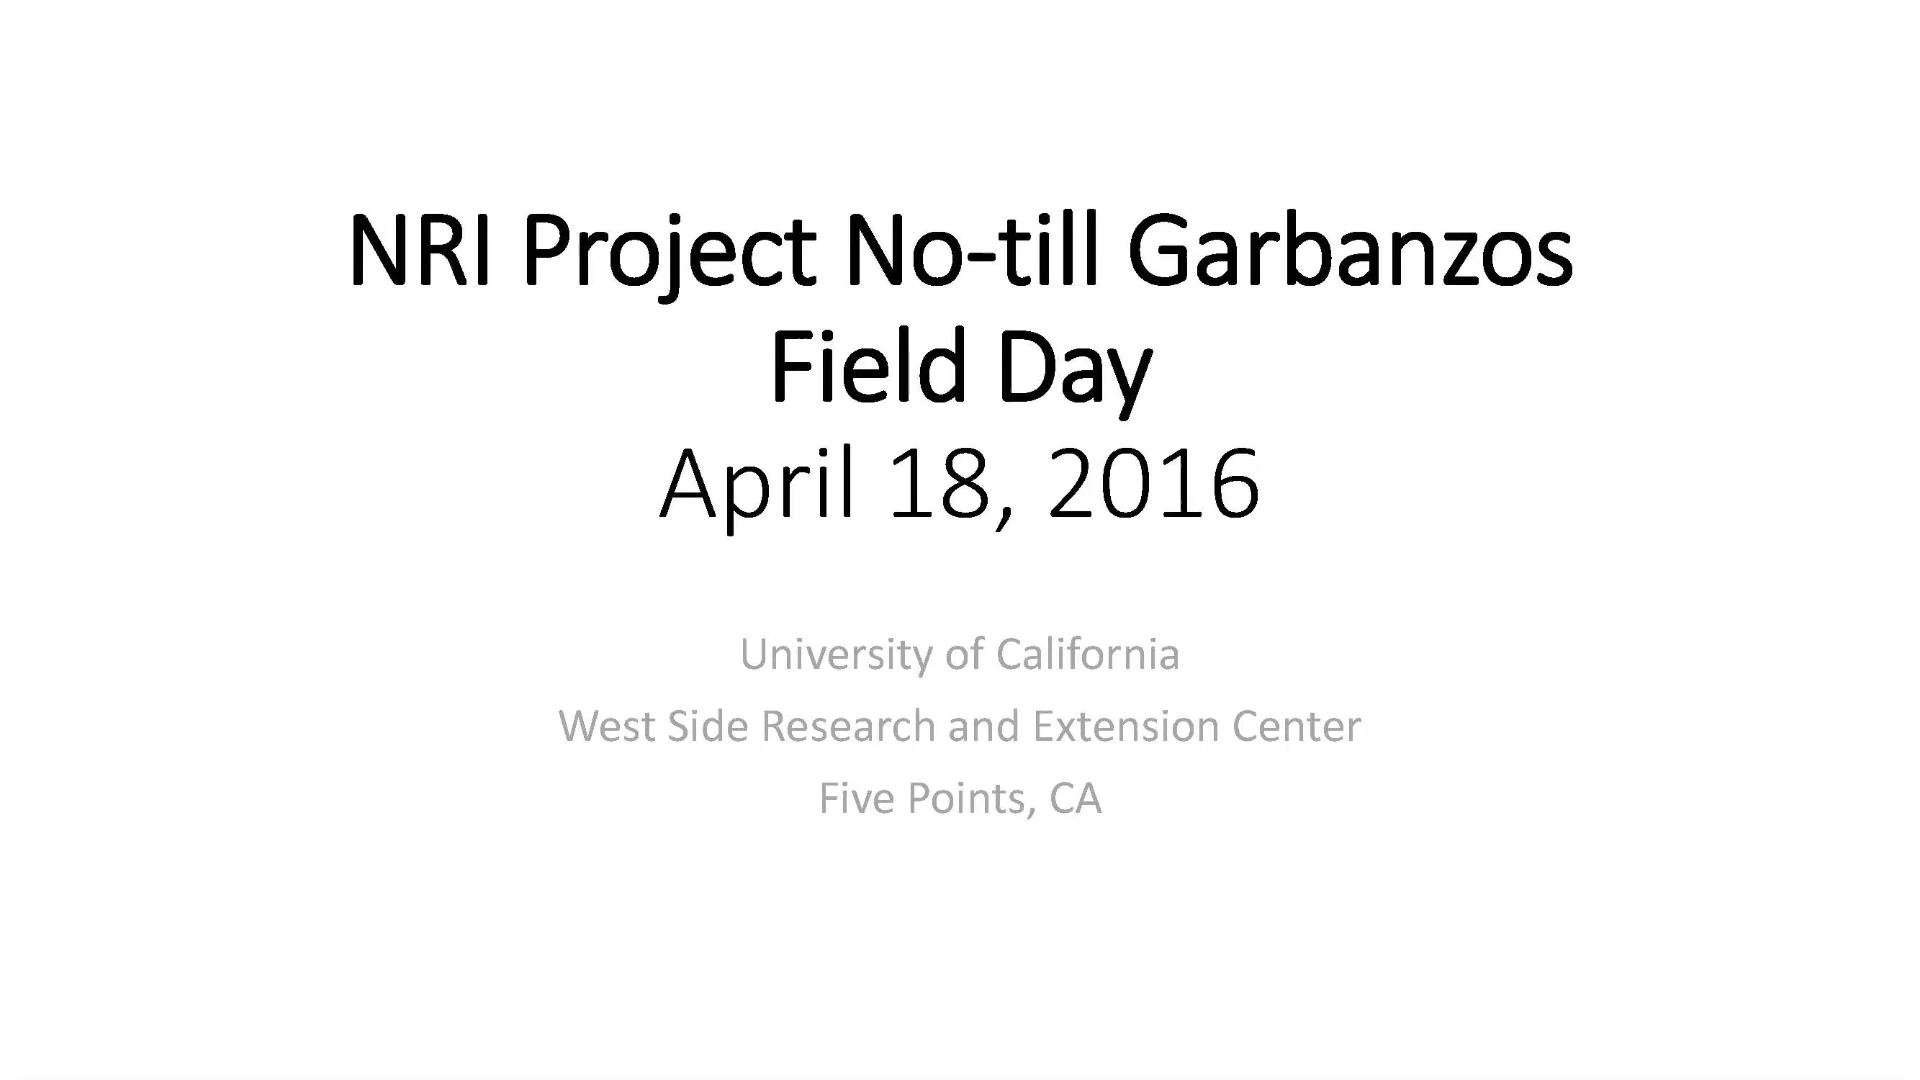 NRI Project No-till Garbanzos
Field Day
April 18, 2016
University of California
West Side Research and Extension Center
Five Points, CA